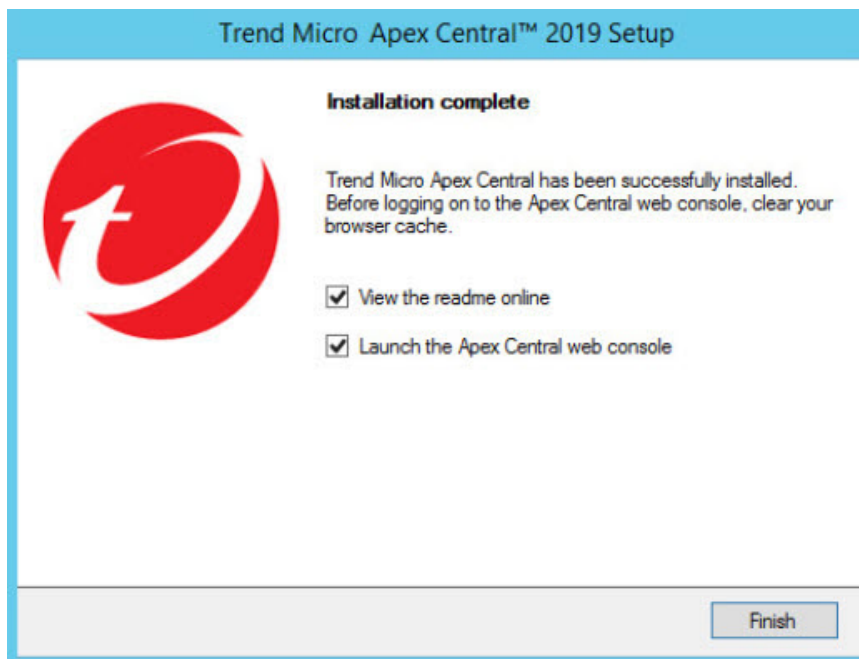 Trend Micro Apex Central™ 2019 Setup
Installation complete
Trend Micro Apex Central has been successfully installed.
Before logging on to the Apex Central web console, clear your
browser cache.
View the readme online
Launch the Apex Central web console
Finish